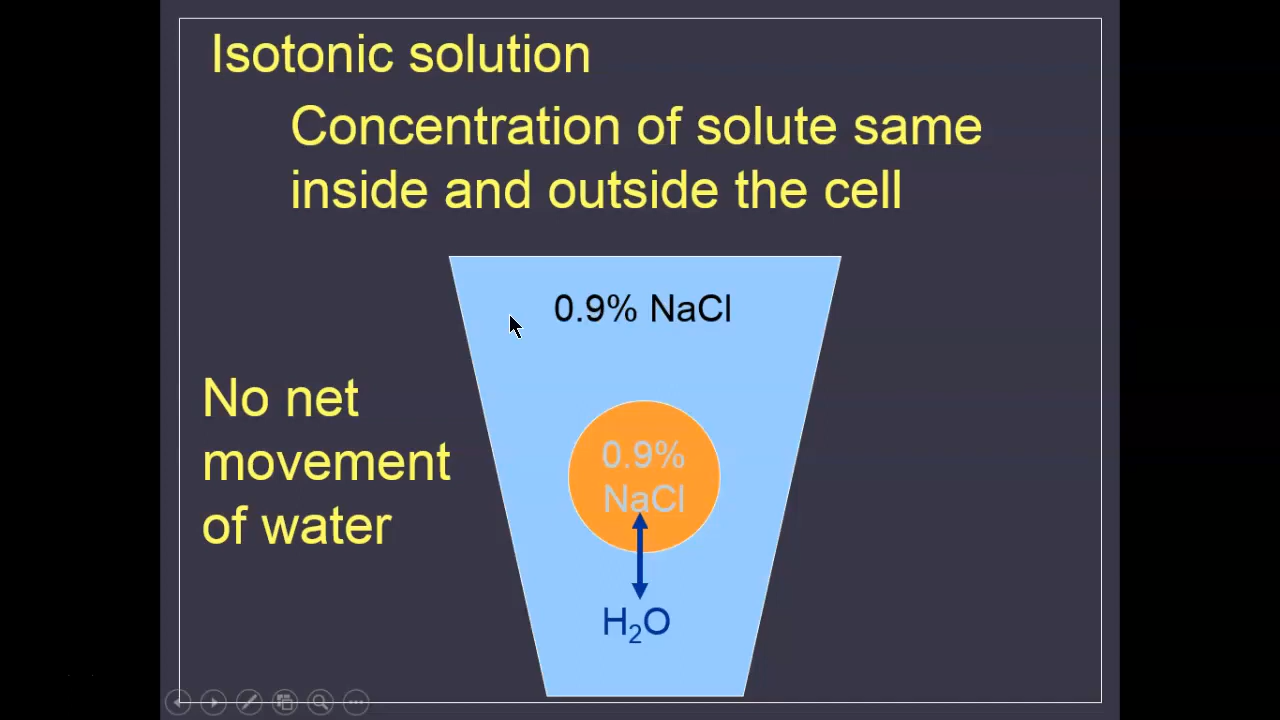 Isotonic solution
Concentration of solute same
inside and outside the cell
0.9% NaCl
No net
movement
of water
0.9%
NaCl
H₂O